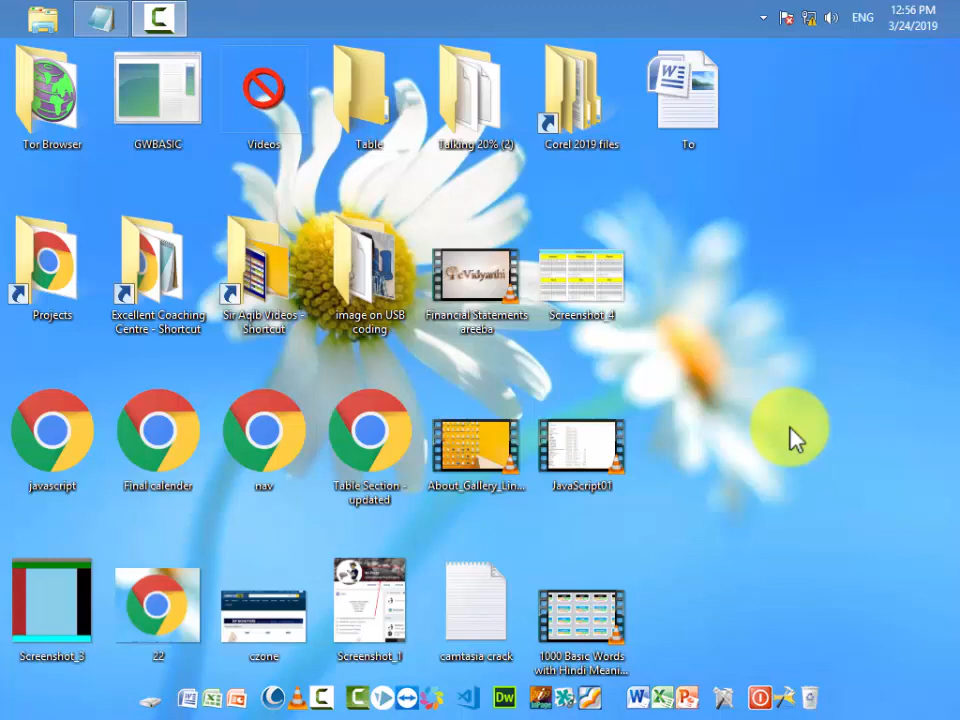 12:56 PM
ENG
3/24/2019
Tor Browser
GWBASIC
Videos
Table
Talking 20% (2)
Corel 2019 files
To
Projects
Excellent Coaching
Centre - Shortcut
Sir Aqib Videos -
Shortcut
image on USB
coding
eVidyarthi
Financial Statements
areeba
Screenshot_4
javascript
Final calender
nav
Table Section -
updated
About_Gallery_Lin...
JavaScript01
Screenshot_3
22
czone
Screenshot_1
camtasia crack
1000 Basic Words
with Hindi Meani...
Dw